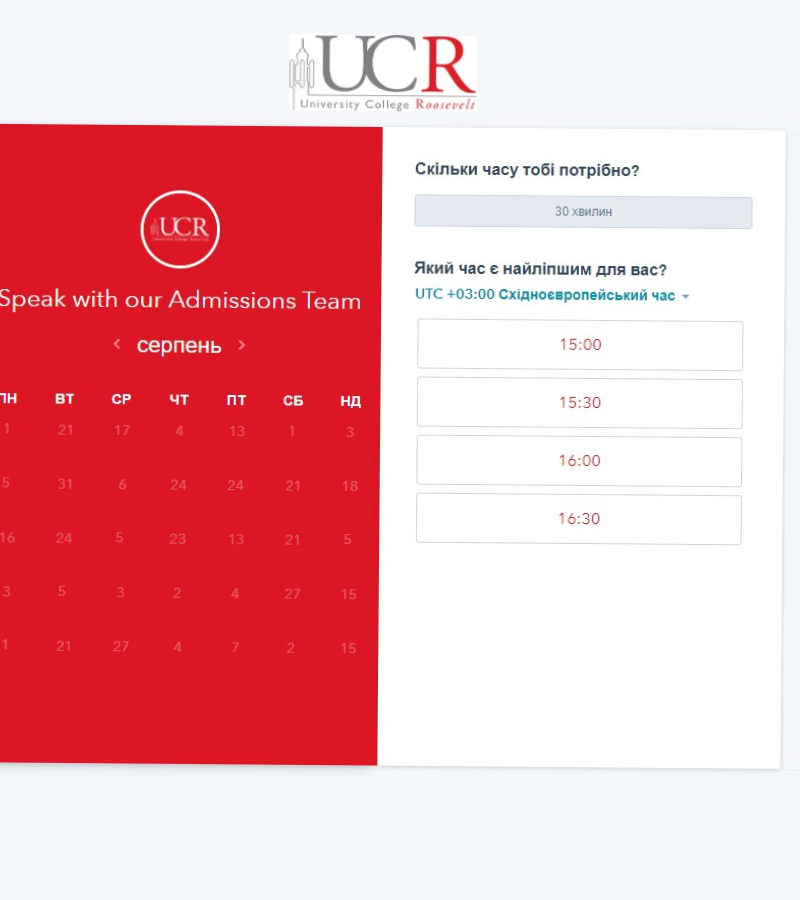 UCR
University College Roosevelt
UCR
University College Roosevelt
Speak with our Admissions Team
серпень
ПН ВТ СР ЧТ ПТ СБ НД
1 21 17 4 13 1 3
5 31 6 24 24 21 18
16 24 5 23 13 21 5
3 5 3 2 4 27 15
1 21 27 4 7 2 15
Скільки часу тобі потрібно?
30 хвилин
Який час є найліпшим для вас?
UTC +03:00 Східноєвропейський час
15:00
15:30
16:00
16:30